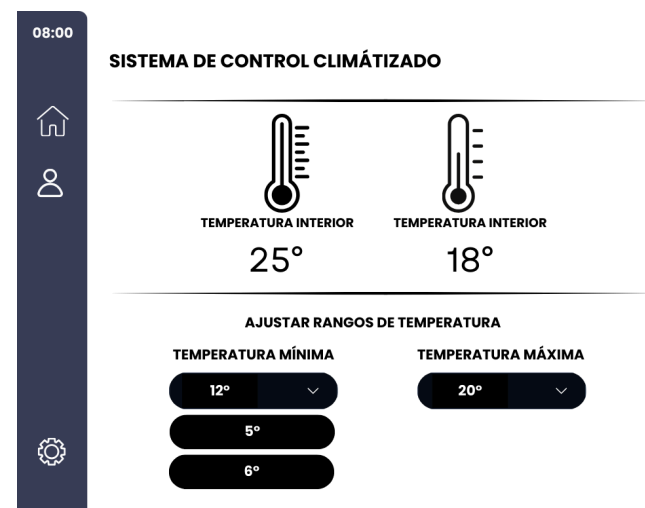 08:00
SISTEMA DE CONTROL CLIMÁTIZADO
TEMPERATURA INTERIOR
TEMPERATURA INTERIOR
25°
18°
AJUSTAR RANGOS DE TEMPERATURA
TEMPERATURA MÍNIMA
TEMPERATURA MÁXIMA
12°
20°
5°
6°